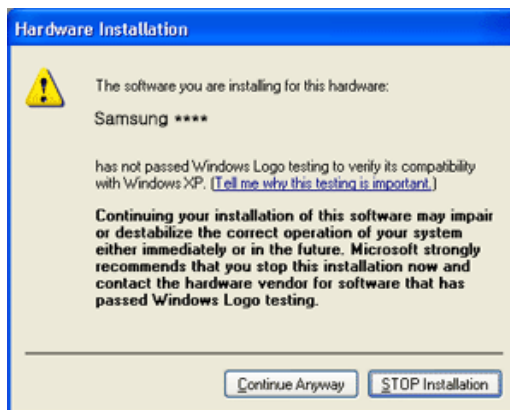 Hardware Installation
The software you are installing for this hardware:
Samsung ****
has not passed Windows Logo testing to verify its compatibility
with Windows XP. (Tell me why this testing is important.)
Continuing your installation of this software may impair
or destabilize the correct operation of your system
either immediately or in the future. Microsoft strongly
recommends that you stop this installation now and
contact the hardware vendor for software that has
passed Windows Logo testing.
Continue Anyway STOP Installation